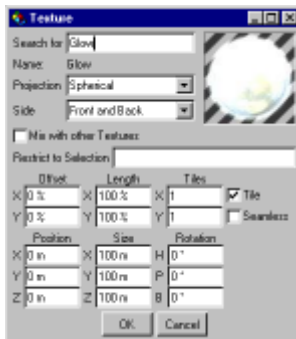 Texture
Search for Glow
Name: Glow
Projection Spherical
Side Front and Back
Mix with other Textures
Restrict to Selection
Offset Length Tiles
X 0 % X 100 % X 1 Tile
Y 0 % Y 100 % Y 1 Seamless
Position Size Rotation
X 0 m X 100 m H 0 °
Y 0 m Y 100 m P 0 °
Z 0 m Z 100 m B 0 °
OK Cancel